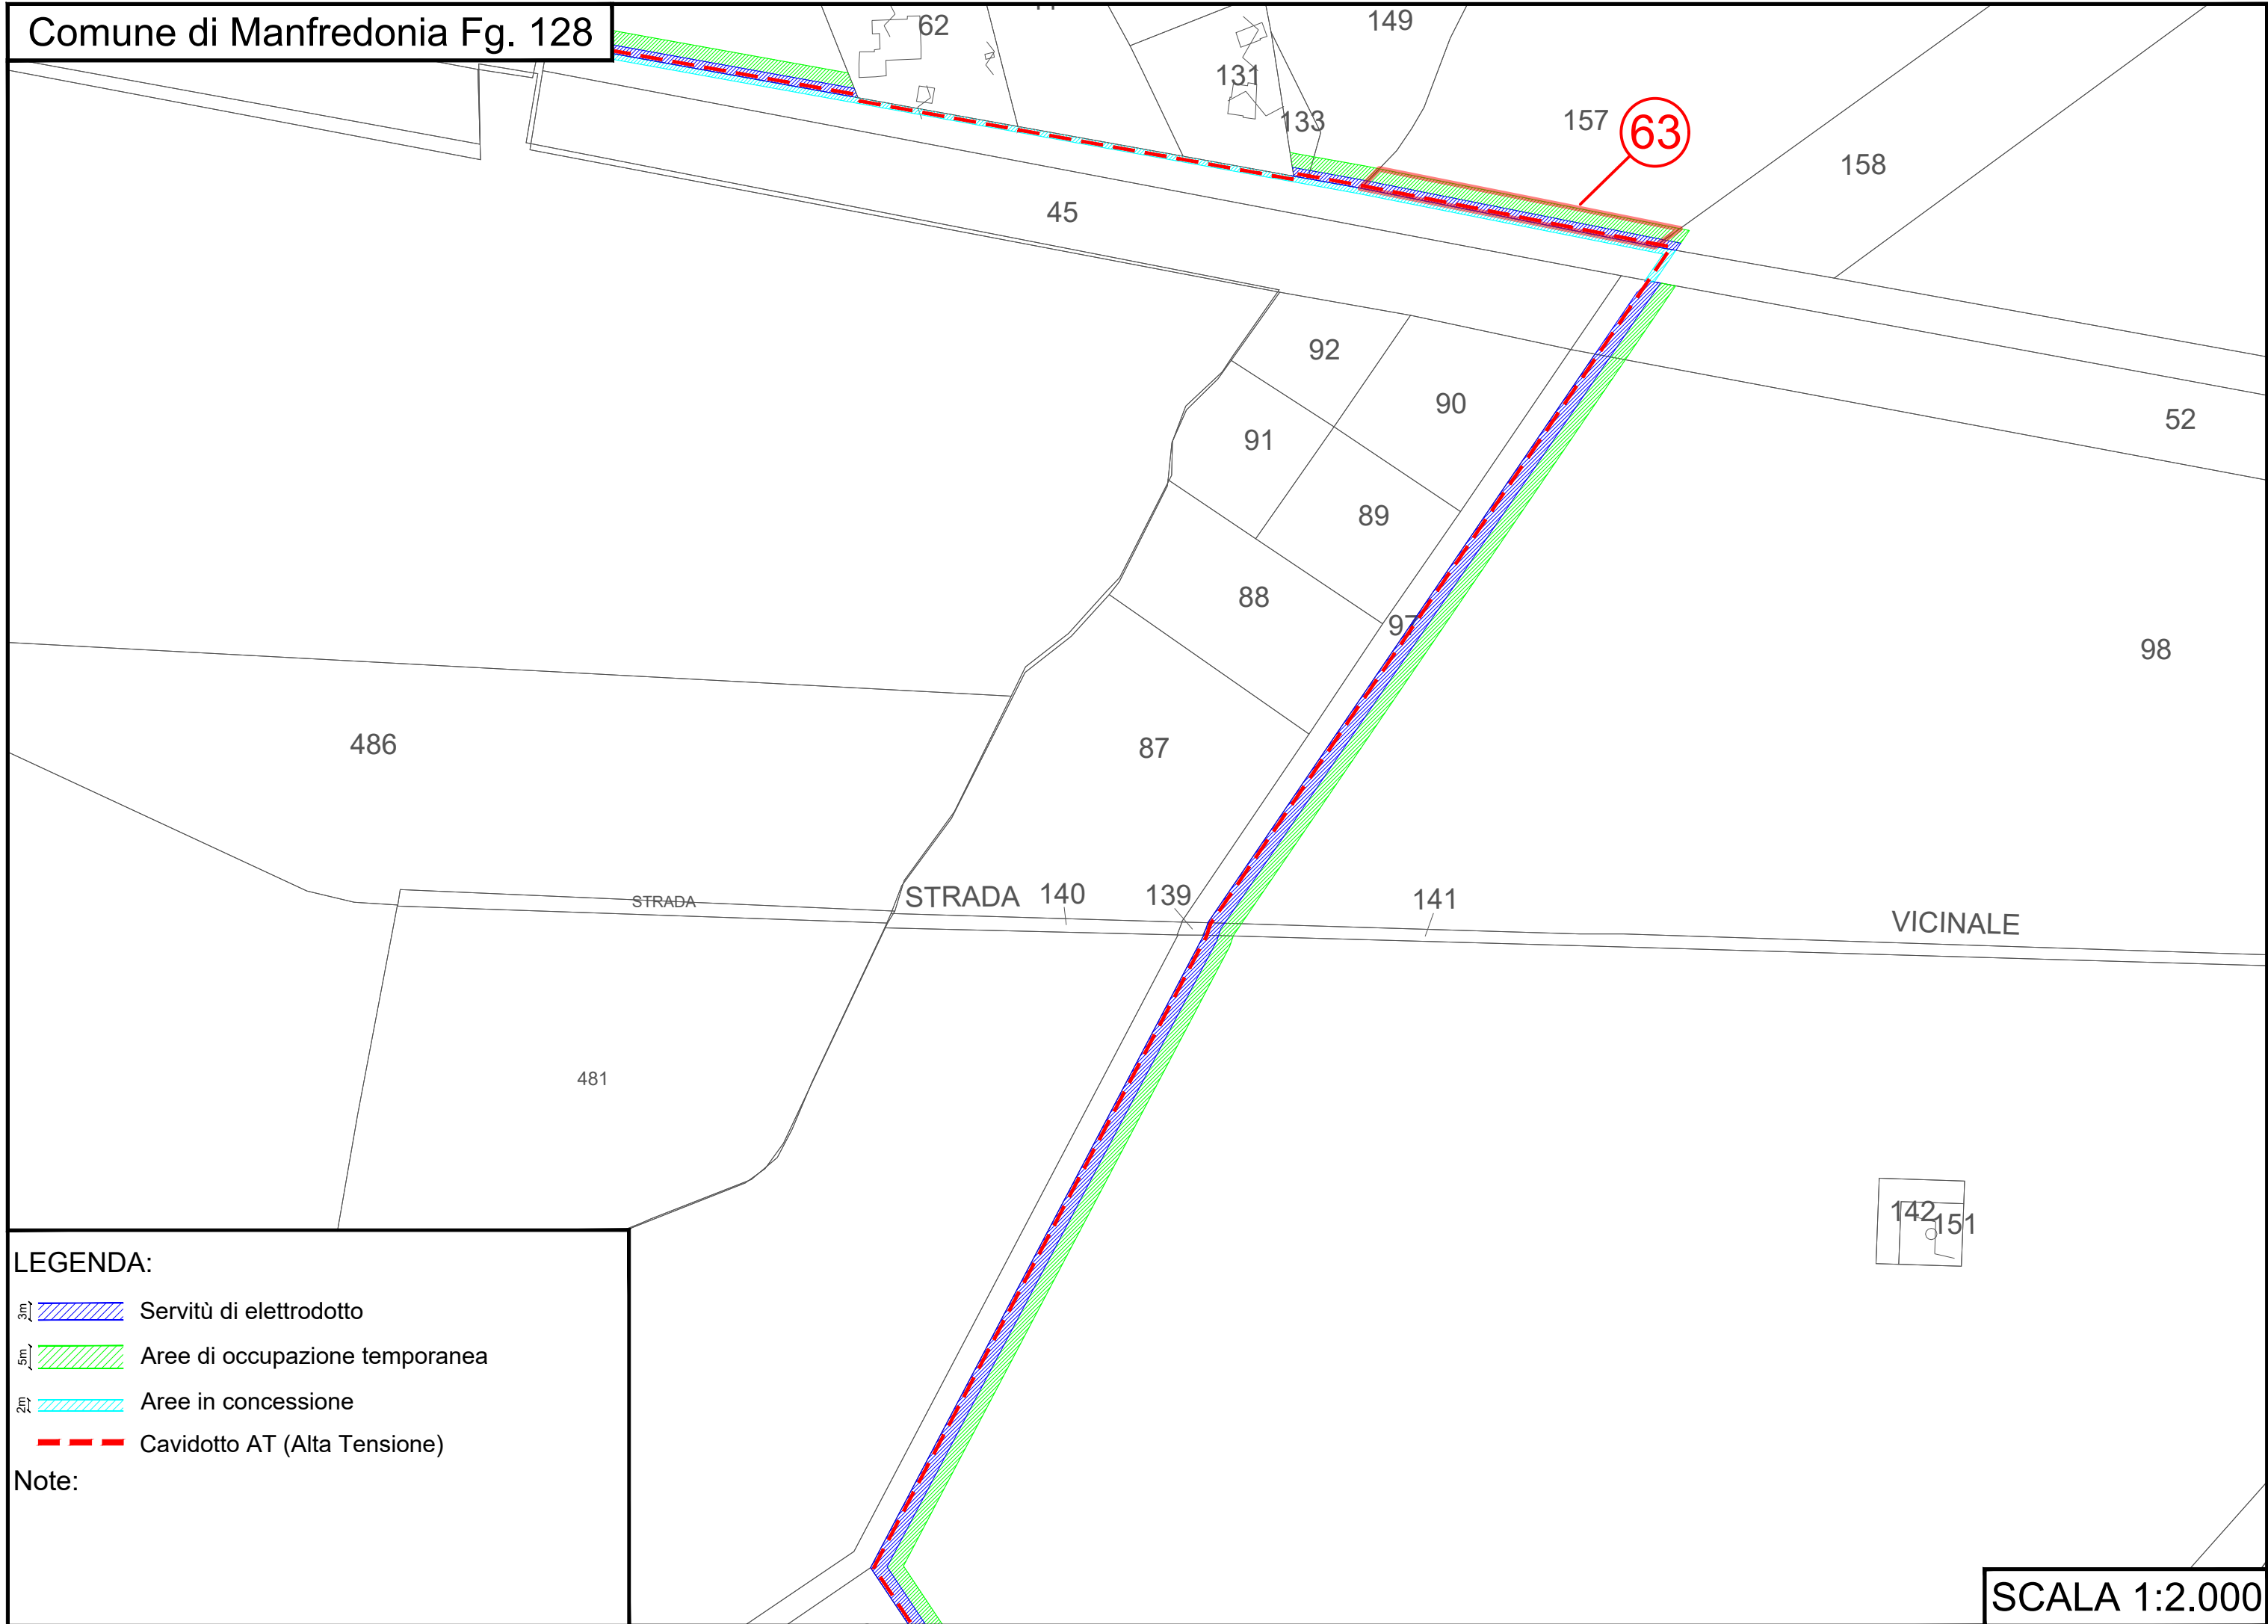 Comune di Manfredonia Fg. 128
62
149
131
133
157
63
158
45
92
90
52
91
89
88
97
98
486
87
STRADA
STRADA
140
139
141
VICINALE
481
142
151
LEGENDA:
3m
Servitù di elettrodotto
5m
Aree di occupazione temporanea
2m
Aree in concessione
Cavidotto AT (Alta Tensione)
Note:
SCALA 1:2.000